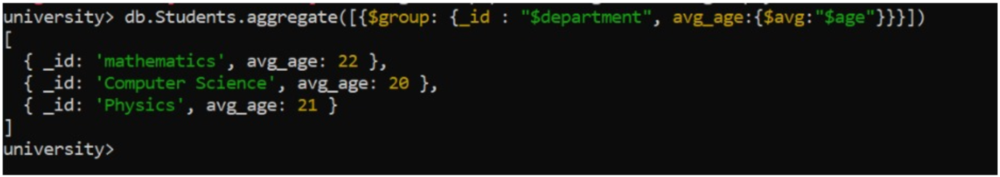 university> db.Students.aggregate([{$group: {_id : "$department", avg_age:{$avg:"$age"}}}])
[
  { _id: 'mathematics', avg_age: 22 },
  { _id: 'Computer Science', avg_age: 20 },
  { _id: 'Physics', avg_age: 21 }
]
university>